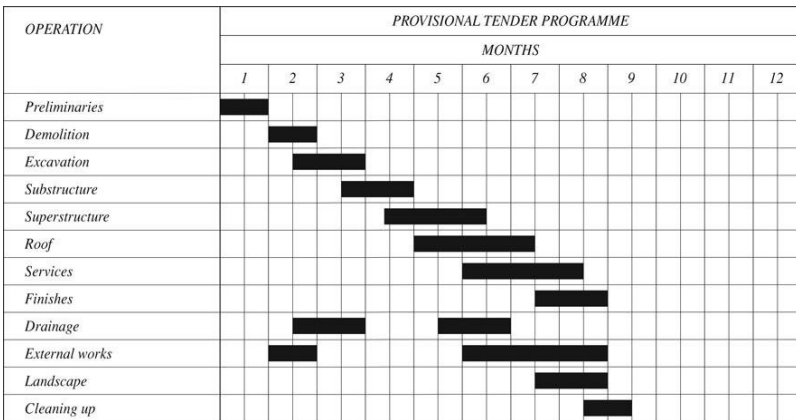 PROVISIONAL TENDER PROGRAMME
OPERATION
MONTHS
1 2 3 4 5 6 7 8 9 10 11 12
Preliminaries
Demolition
Excavation
Substructure
Superstructure
Roof
Services
Finishes
Drainage
External works
Landscape
Cleaning up